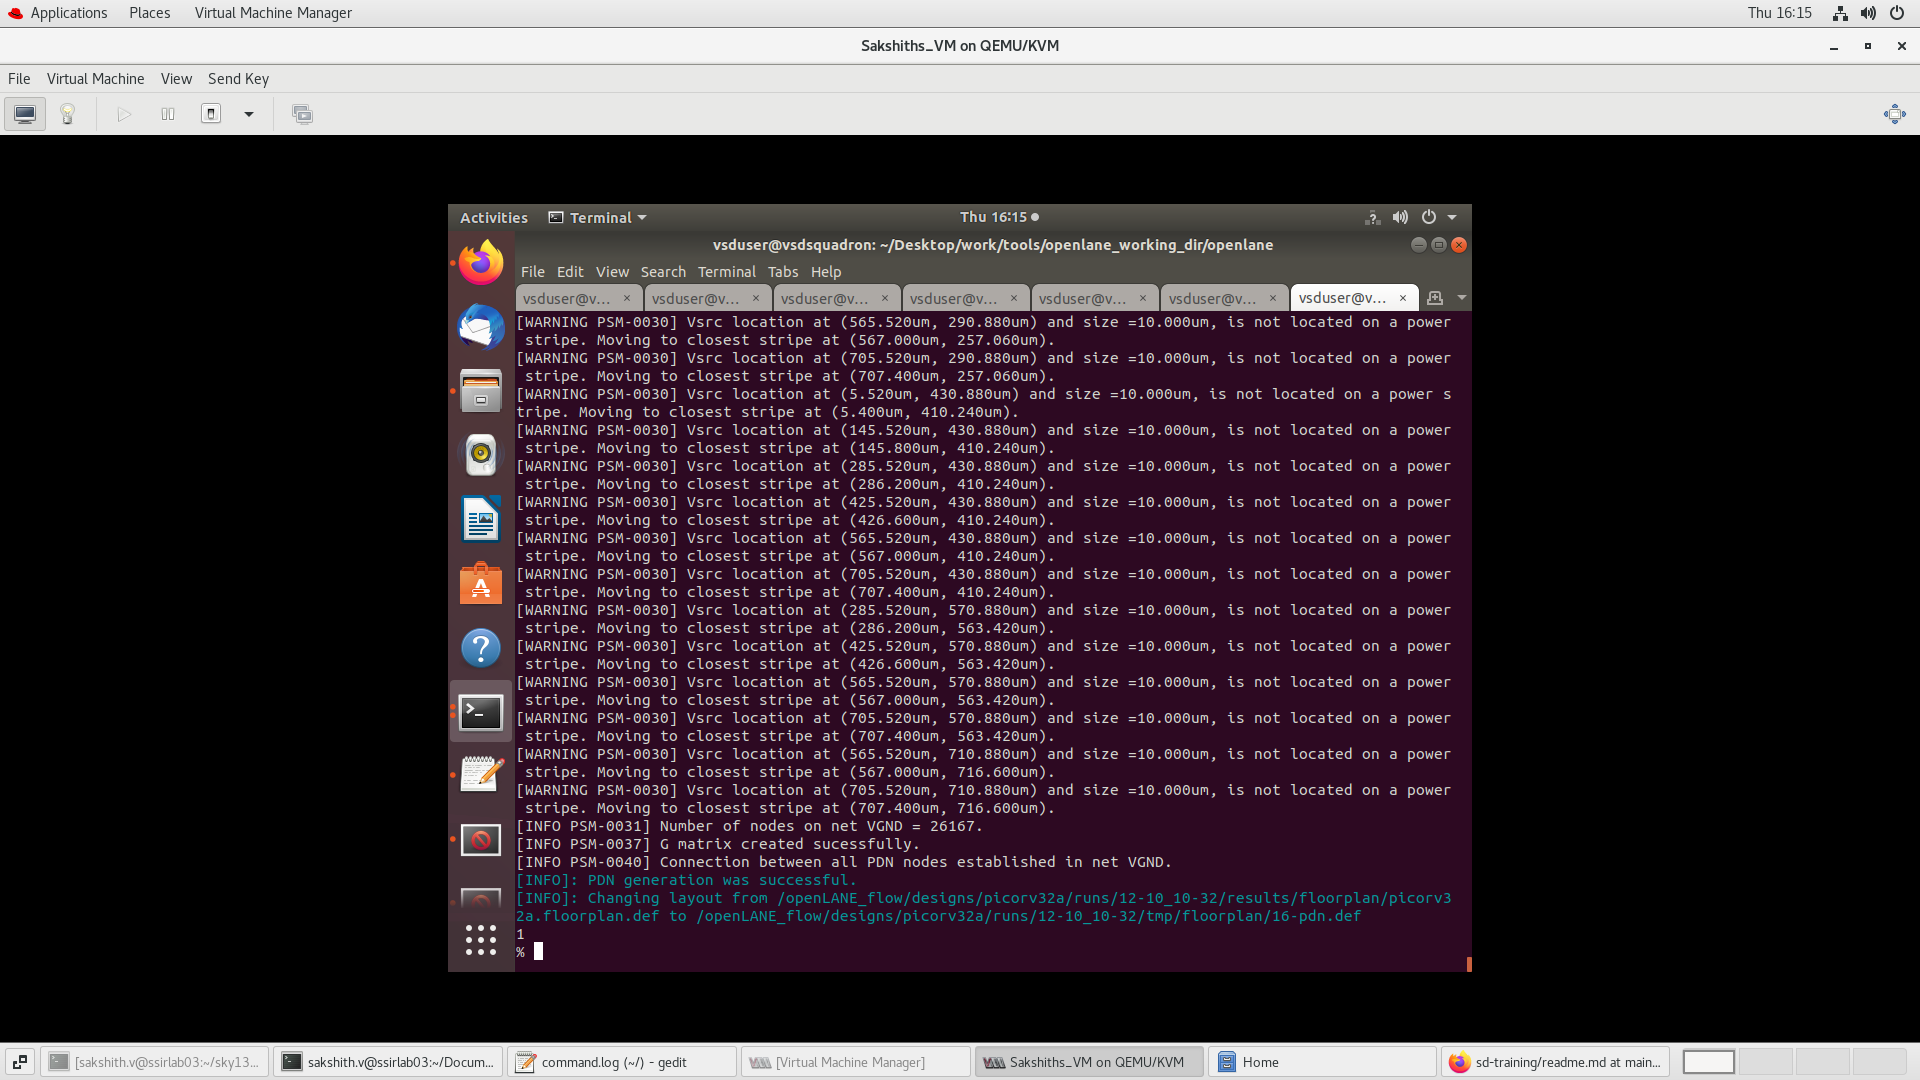 Applications Places Virtual Machine Manager Thu 16:15
Sakshiths_VM on QEMU/KVM
File Virtual Machine View Send Key
Activities Terminal Thu 16:15
vsduser@vsdsquadron: ~/Desktop/work/tools/openlane_working_dir/openlane
File Edit View Search Terminal Tabs Help
vsduser@v... × vsduser@v... × vsduser@v... × vsduser@v... × vsduser@v... × vsduser@v... × vsduser@v... ×
[WARNING PSM-0030] Vsrc location at (565.520um, 290.880um) and size =10.000um, is not located on a power
stripe. Moving to closest stripe at (567.000um, 257.060um).
[WARNING PSM-0030] Vsrc location at (705.520um, 290.880um) and size =10.000um, is not located on a power
stripe. Moving to closest stripe at (707.400um, 257.060um).
[WARNING PSM-0030] Vsrc location at (5.520um, 430.880um) and size =10.000um, is not located on a power s
tripe. Moving to closest stripe at (5.400um, 410.240um).
[WARNING PSM-0030] Vsrc location at (145.520um, 430.880um) and size =10.000um, is not located on a power
stripe. Moving to closest stripe at (145.800um, 410.240um).
[WARNING PSM-0030] Vsrc location at (285.520um, 430.880um) and size =10.000um, is not located on a power
stripe. Moving to closest stripe at (286.200um, 410.240um).
[WARNING PSM-0030] Vsrc location at (425.520um, 430.880um) and size =10.000um, is not located on a power
stripe. Moving to closest stripe at (426.600um, 410.240um).
[WARNING PSM-0030] Vsrc location at (565.520um, 430.880um) and size =10.000um, is not located on a power
stripe. Moving to closest stripe at (567.000um, 410.240um).
[WARNING PSM-0030] Vsrc location at (705.520um, 430.880um) and size =10.000um, is not located on a power
stripe. Moving to closest stripe at (707.400um, 410.240um).
[WARNING PSM-0030] Vsrc location at (285.520um, 570.880um) and size =10.000um, is not located on a power
stripe. Moving to closest stripe at (286.200um, 563.420um).
[WARNING PSM-0030] Vsrc location at (425.520um, 570.880um) and size =10.000um, is not located on a power
stripe. Moving to closest stripe at (426.600um, 563.420um).
[WARNING PSM-0030] Vsrc location at (565.520um, 570.880um) and size =10.000um, is not located on a power
stripe. Moving to closest stripe at (567.000um, 563.420um).
[WARNING PSM-0030] Vsrc location at (705.520um, 570.880um) and size =10.000um, is not located on a power
stripe. Moving to closest stripe at (707.400um, 563.420um).
[WARNING PSM-0030] Vsrc location at (565.520um, 710.880um) and size =10.000um, is not located on a power
stripe. Moving to closest stripe at (567.000um, 716.600um).
[WARNING PSM-0030] Vsrc location at (705.520um, 710.880um) and size =10.000um, is not located on a power
stripe. Moving to closest stripe at (707.400um, 716.600um).
[INFO PSM-0031] Number of nodes on net VGND = 26167.
[INFO PSM-0037] G matrix created sucessfully.
[INFO PSM-0040] Connection between all PDN nodes established in net VGND.
[INFO]: PDN generation was successful.
[INFO]: Changing layout from /openLANE_flow/designs/picorv32a/runs/12-10_10-32/results/floorplan/picorv3
2a.floorplan.def to /openLANE_flow/designs/picorv32a/runs/12-10_10-32/tmp/floorplan/16-pdn.def
1
%
[sakshith.v@ssirlab03:~/sky13... sakshith.v@ssirlab03:~/Docum... command.log (~/) - gedit [Virtual Machine Manager] Sakshiths_VM on QEMU/KVM Home sd-training/readme.md at main...